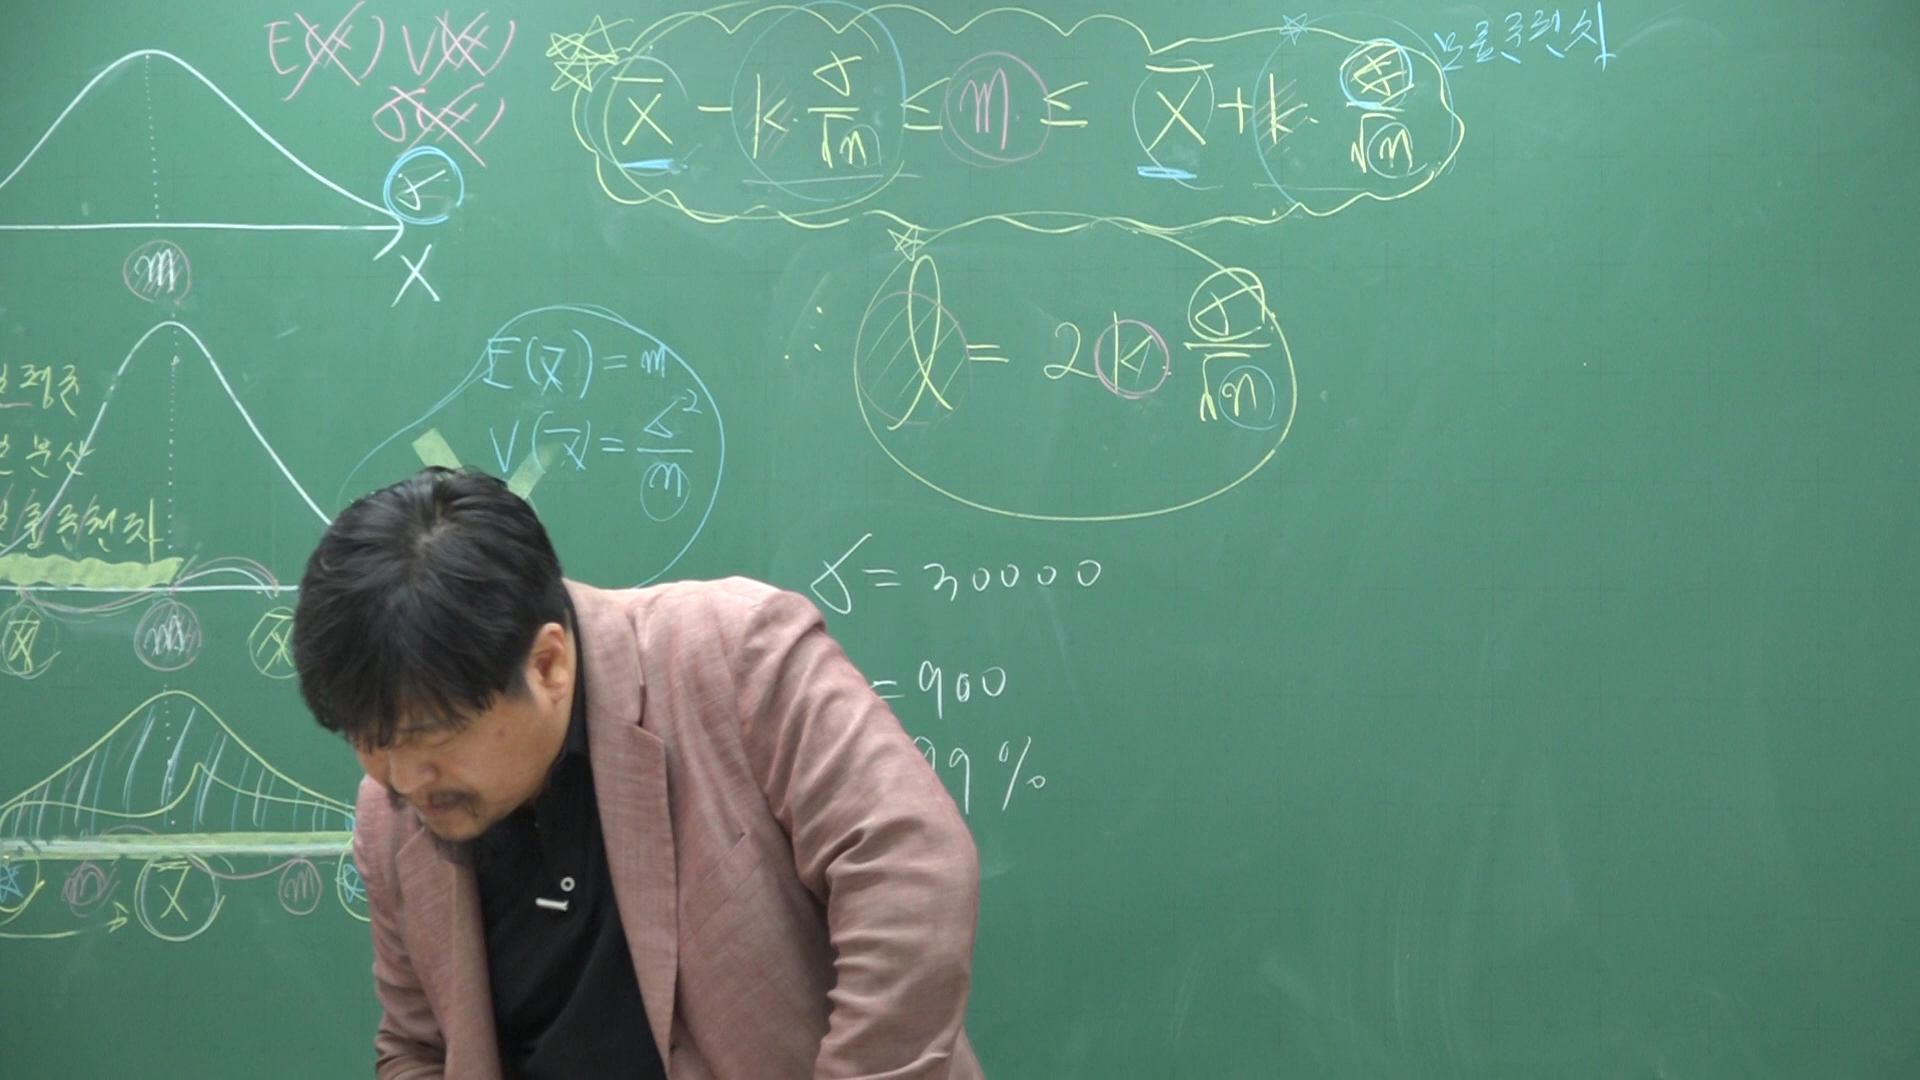 E(X) V(X)
σ(X)
σ
m
X
X̄ - k·σ/√n ≤ m ≤ X̄ + k·σ/√n
모표준편차
l = 2k·σ/√n
E(X̄) = m
V(X̄) = σ²/n
X̄ m X̄
m X̄ m
σ = 30000
= 900
99%